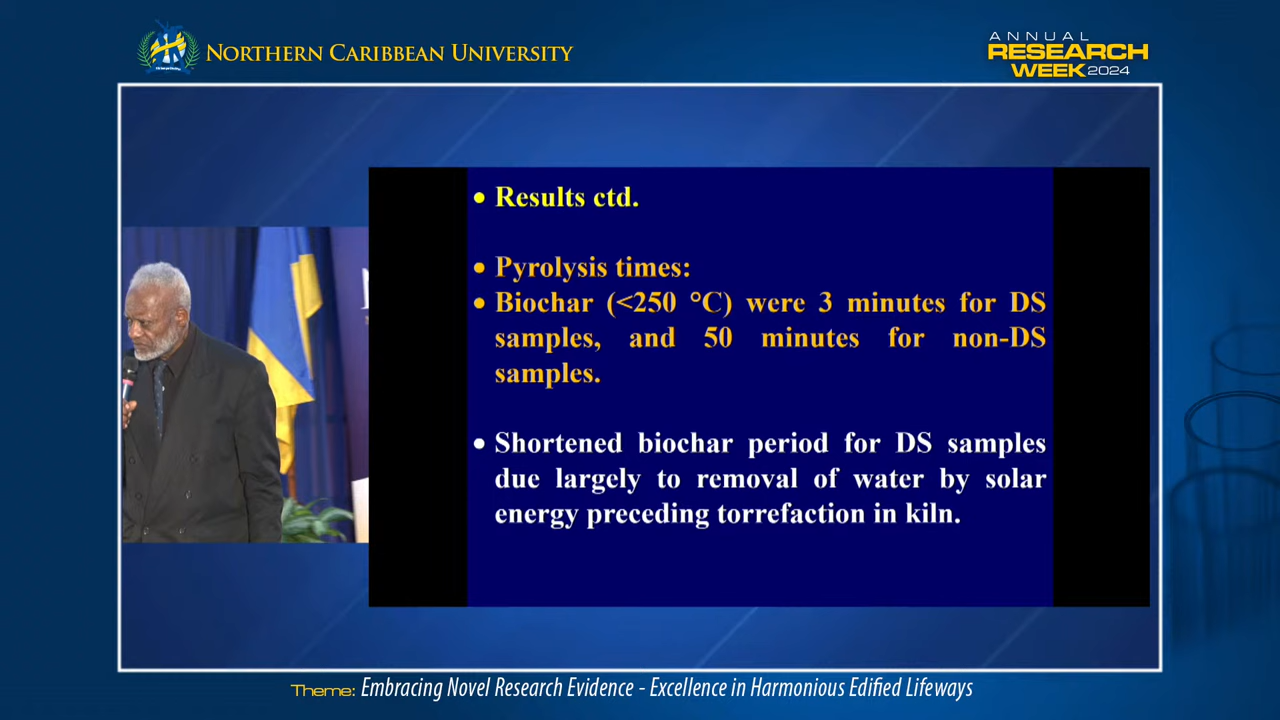 NORTHERN CARIBBEAN UNIVERSITY
ANNUAL
RESEARCH
WEEK 2024
• Results ctd.
• Pyrolysis times:
• Biochar (<250 °C) were 3 minutes for DS
samples, and 50 minutes for non-DS
samples.
• Shortened biochar period for DS samples
due largely to removal of water by solar
energy preceding torrefaction in kiln.
Theme: Embracing Novel Research Evidence - Excellence in Harmonious Edified Lifeways